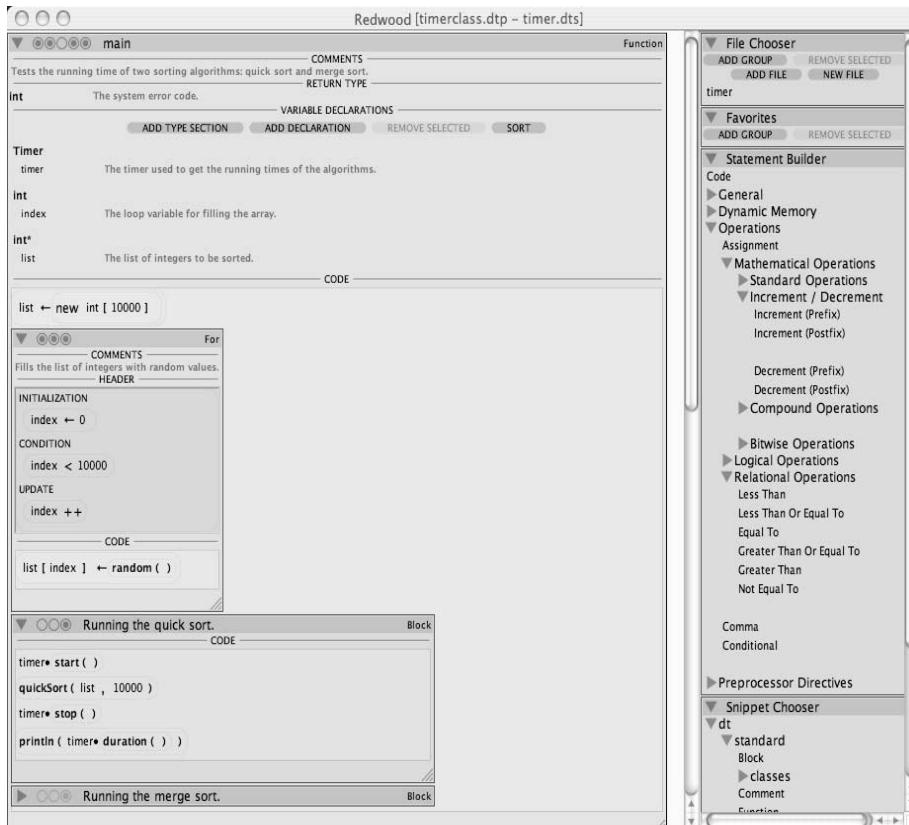 Redwood [timerclass.dtp – timer.dts]
main Function
COMMENTS
Tests the running time of two sorting algorithms: quick sort and merge sort.
RETURN TYPE
int The system error code.
VARIABLE DECLARATIONS
ADD TYPE SECTION ADD DECLARATION REMOVE SELECTED SORT
Timer
timer The timer used to get the running times of the algorithms.
int
index The loop variable for filling the array.
int*
list The list of integers to be sorted.
CODE
list ← new int [ 10000 ]
For
COMMENTS
Fills the list of integers with random values.
HEADER
INITIALIZATION
index ← 0
CONDITION
index < 10000
UPDATE
index ++
CODE
list [ index ] ← random ( )
Running the quick sort. Block
CODE
timer• start ( )
quickSort ( list , 10000 )
timer• stop ( )
println ( timer• duration ( ) )
Running the merge sort. Block
File Chooser
ADD GROUP REMOVE SELECTED
ADD FILE NEW FILE
timer
Favorites
ADD GROUP REMOVE SELECTED
Statement Builder
Code
General
Dynamic Memory
Operations
Assignment
Mathematical Operations
Standard Operations
Increment / Decrement
Increment (Prefix)
Increment (Postfix)
Decrement (Prefix)
Decrement (Postfix)
Compound Operations
Bitwise Operations
Logical Operations
Relational Operations
Less Than
Less Than Or Equal To
Equal To
Greater Than Or Equal To
Greater Than
Not Equal To
Comma
Conditional
Preprocessor Directives
Snippet Chooser
dt
standard
Block
classes
Comment
Function